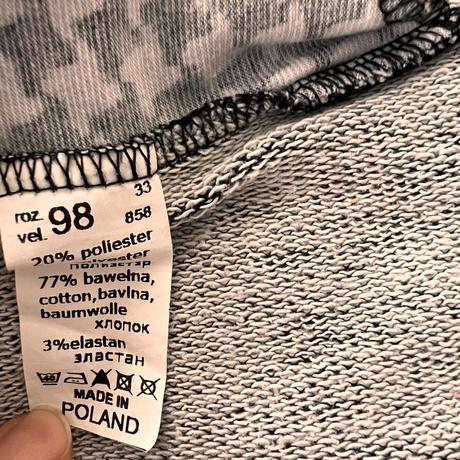 33
roz. 98 858
vel.
20% poliester
полиэстер
77% bawełna,
cotton,bavlna,
baumwolle
хлопок
3%elastan
эластан
40
MADE IN
POLAND